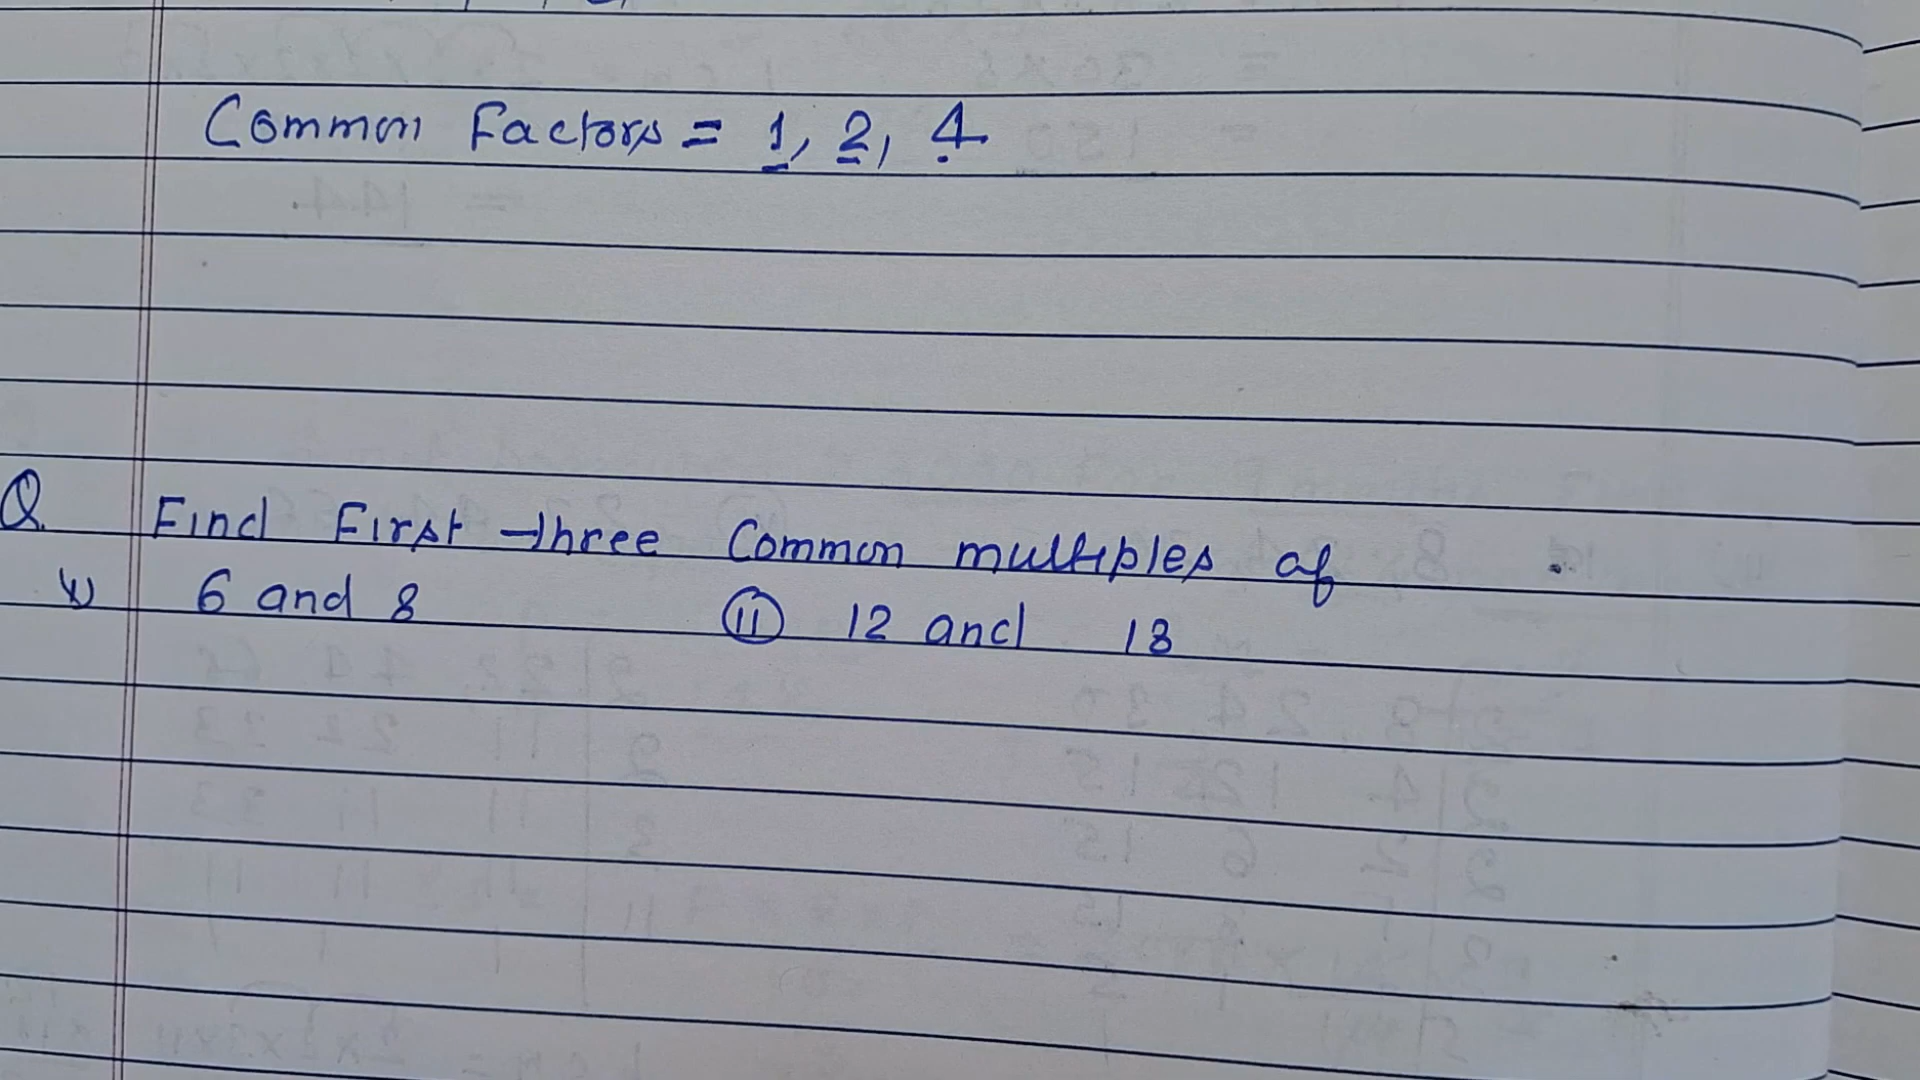 Common Factors = 1, 2, 4
Q. Find First three Common multiples of
i) 6 and 8 (ii) 12 and 18